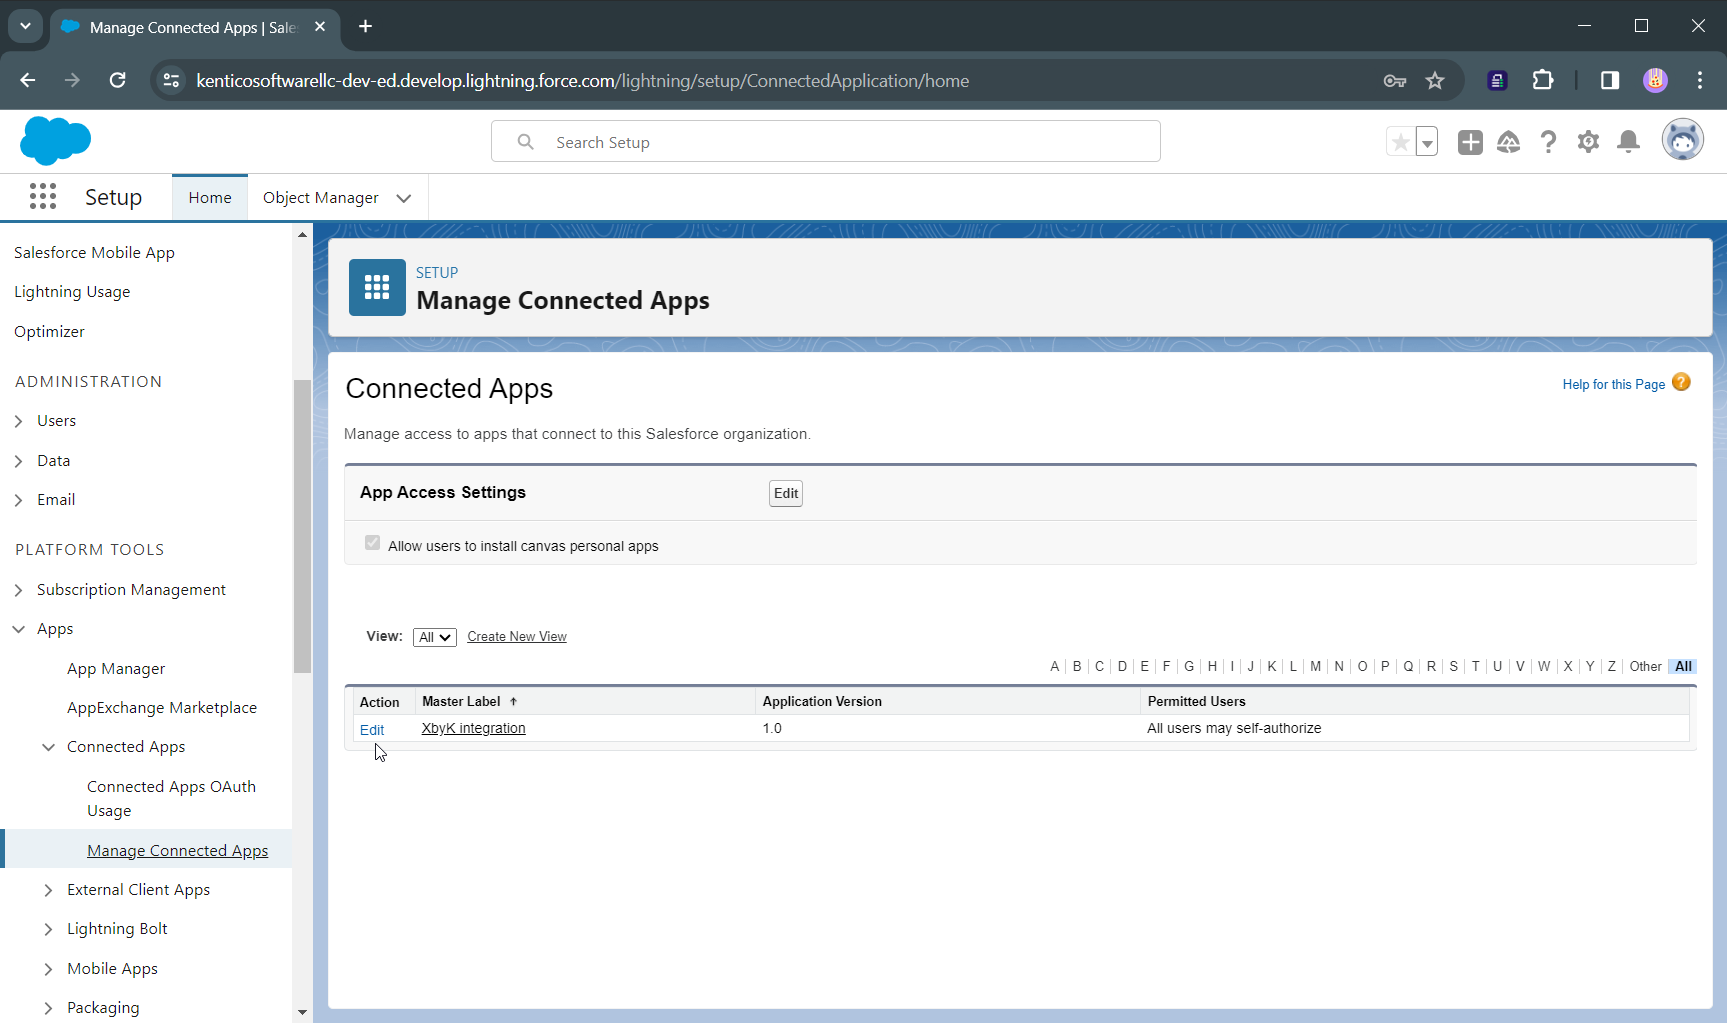 Manage Connected Apps | Sale
kenticosoftwarellc-dev-ed.develop.lightning.force.com/lightning/setup/ConnectedApplication/home
Search Setup
Setup
Home
Object Manager
Salesforce Mobile App
Lightning Usage
Optimizer
ADMINISTRATION
Users
Data
Email
PLATFORM TOOLS
Subscription Management
Apps
App Manager
AppExchange Marketplace
Connected Apps
Connected Apps OAuth
Usage
Manage Connected Apps
External Client Apps
Lightning Bolt
Mobile Apps
Packaging
SETUP
Manage Connected Apps
Connected Apps
Help for this Page ?
Manage access to apps that connect to this Salesforce organization.
App Access Settings Edit
Allow users to install canvas personal apps
View: All Create New View
A | B | C | D | E | F | G | H | I | J | K | L | M | N | O | P | Q | R | S | T | U | V | W | X | Y | Z | Other | All
Action Master Label ↑ Application Version Permitted Users
Edit XbyK integration 1.0 All users may self-authorize